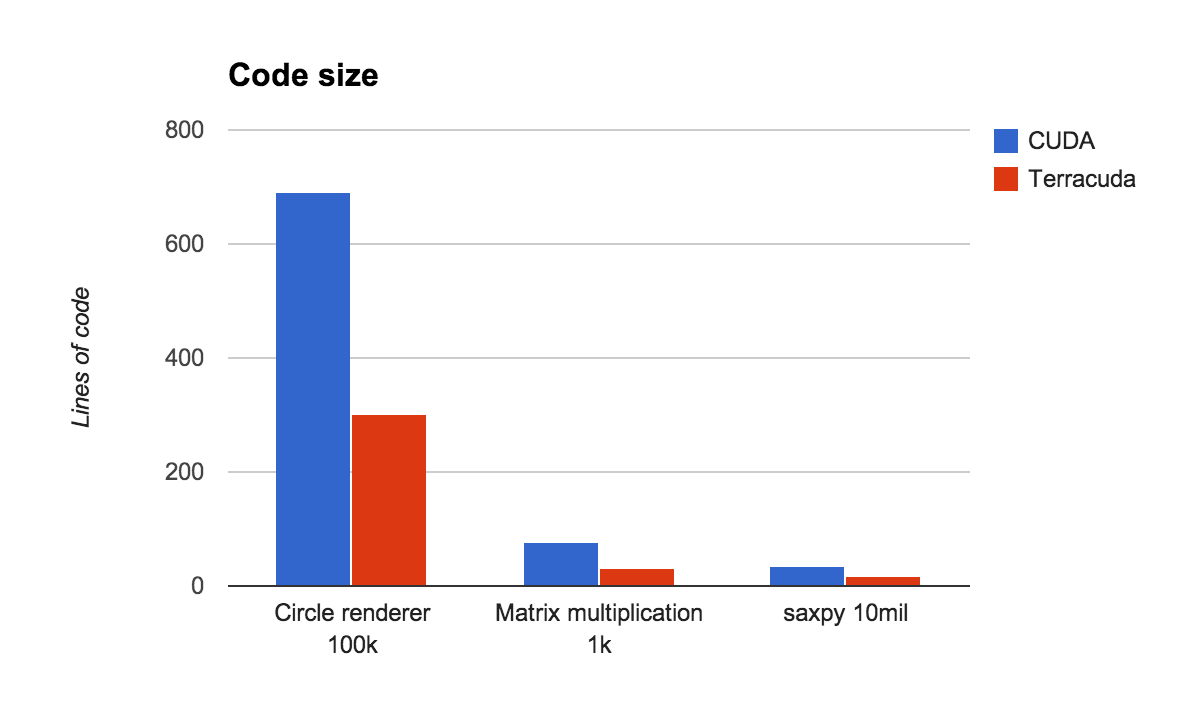 Code size
CUDA
Terracuda
800
600
400
200
0
Lines of code
Circle renderer
100k
Matrix multiplication
1k
saxpy 10mil